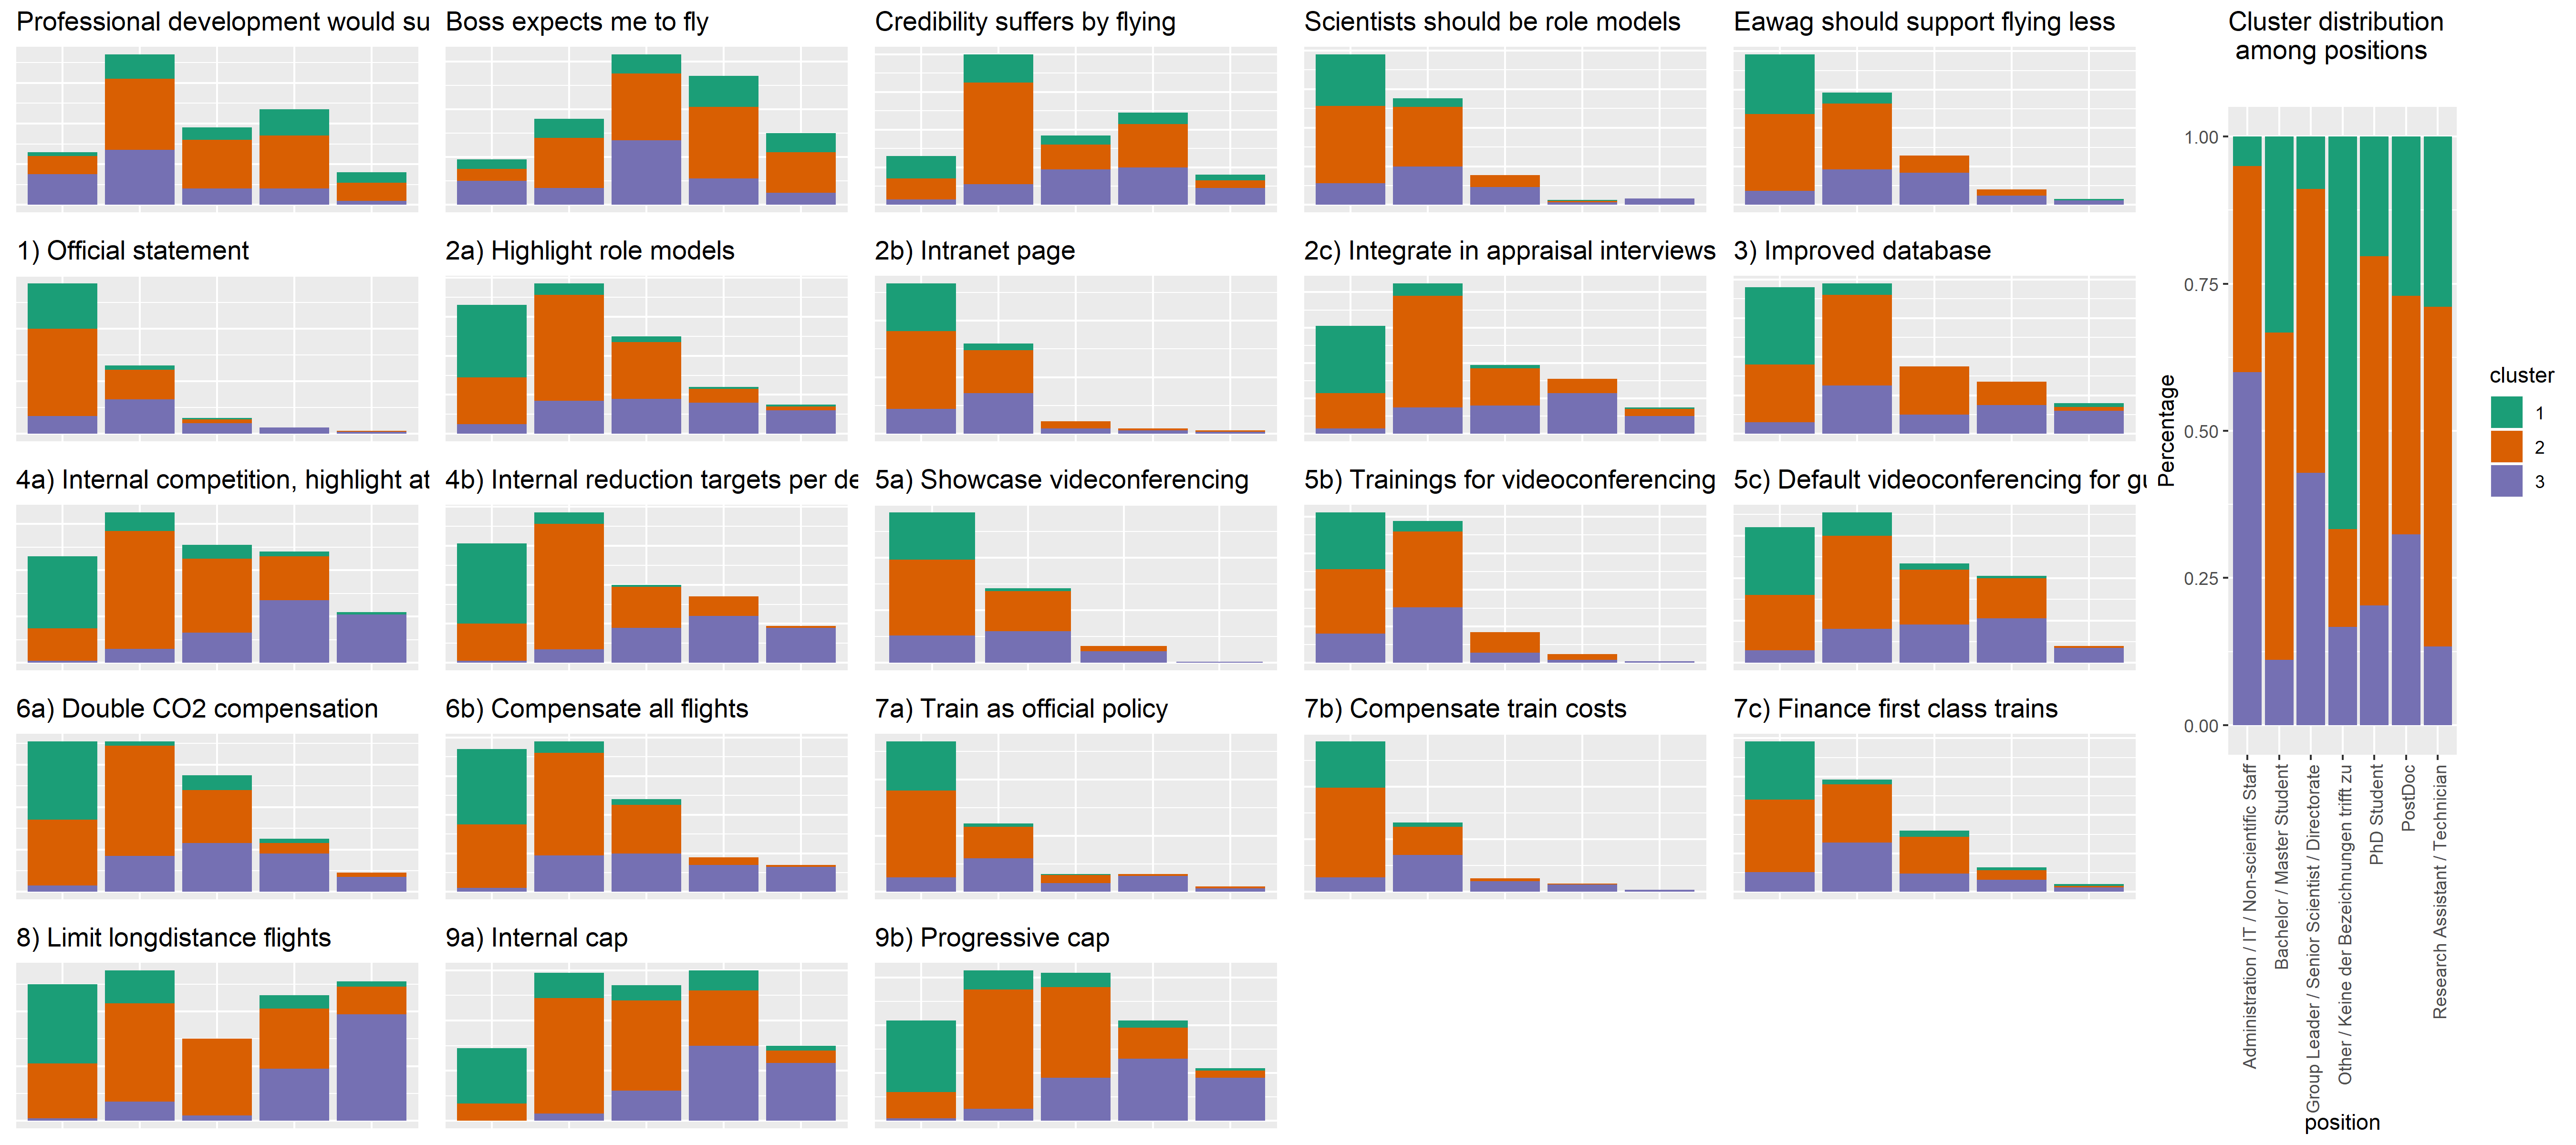 Professional development would su
Boss expects me to fly
Credibility suffers by flying
Scientists should be role models
Eawag should support flying less
1) Official statement
2a) Highlight role models
2b) Intranet page
2c) Integrate in appraisal interviews
3) Improved database
4a) Internal competition, highlight at
4b) Internal reduction targets per de
5a) Showcase videconferencing
5b) Trainings for videoconferencing
5c) Default videoconferencing for gu
6a) Double CO2 compensation
6b) Compensate all flights
7a) Train as official policy
7b) Compensate train costs
7c) Finance first class trains
8) Limit longdistance flights
9a) Internal cap
9b) Progressive cap
Cluster distribution
among positions
Percentage
1.00
0.75
0.50
0.25
0.00
Administration / IT / Non-scientific Staff
Bachelor / Master Student
Group Leader / Senior Scientist / Directorate
Other / Keine der Bezeichnungen trifft zu
PhD Student
PostDoc
Research Assistant / Technician
position
cluster
1
2
3